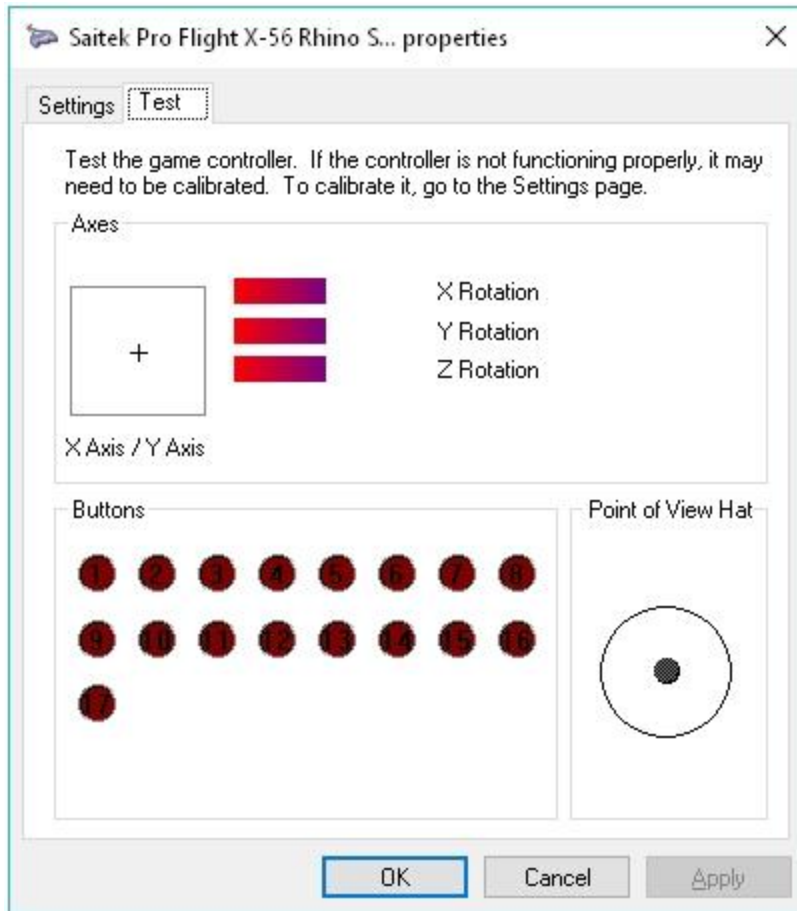 Saitek Pro Flight X-56 Rhino S... properties
Settings
Test
Test the game controller.  If the controller is not functioning properly, it may
need to be calibrated.  To calibrate it, go to the Settings page.
Axes
X Rotation
Y Rotation
Z Rotation
X Axis / Y Axis
Buttons
1 2 3 4 5 6 7 8
9 10 11 12 13 14 15 16
17
Point of View Hat
OK
Cancel
Apply